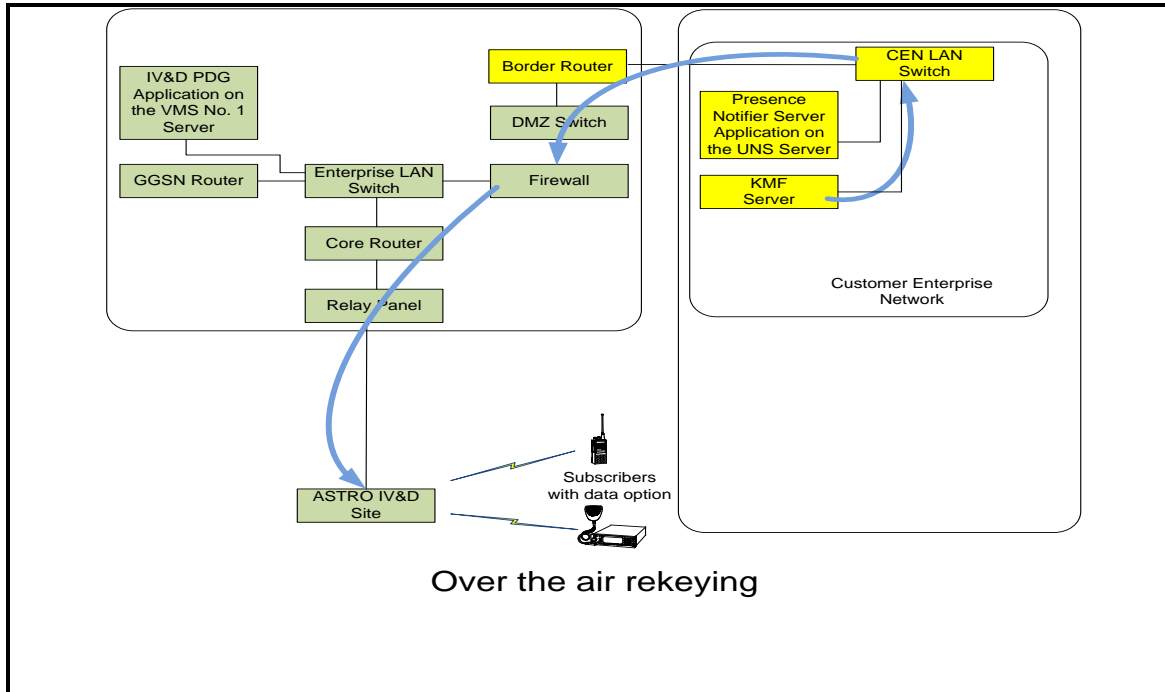 IV&D PDG
Application on
the VMS No. 1
Server
GGSN Router
Enterprise LAN
Switch
Core Router
Relay Panel
Border Router
DMZ Switch
Firewall
CEN LAN
Switch
Presence
Notifier Server
Application on
the UNS Server
KMF
Server
Customer Enterprise
Network
ASTRO IV&D
Site
Subscribers
with data option
Over the air rekeying